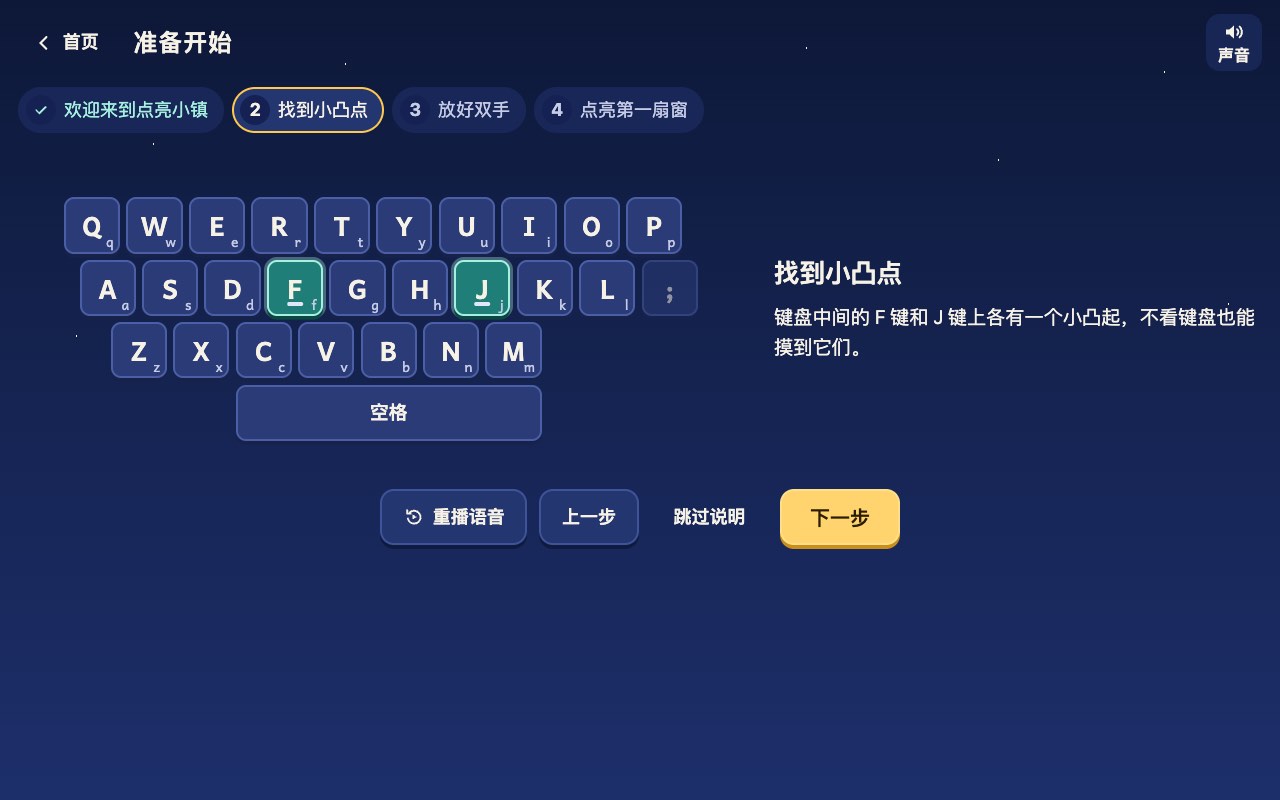 首页 准备开始
声音
欢迎来到点亮小镇 2 找到小凸点 3 放好双手 4 点亮第一扇窗
Q q W w E e R r T t Y y U u I i O o P p
A a S s D d F f G g H h J j K k L l ;
Z z X x C c V v B b N n M m
空格
找到小凸点
键盘中间的 F 键和 J 键上各有一个小凸起，不看键盘也能
摸到它们。
重播语音 上一步 跳过说明 下一步